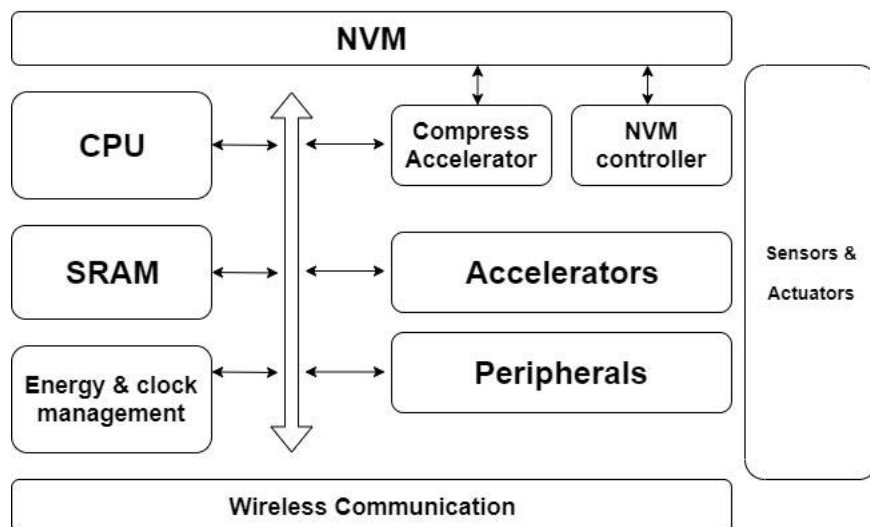 NVM
CPU
Compress
Accelerator
NVM
controller
SRAM
Accelerators
Sensors &
Actuators
Energy & clock
management
Peripherals
Wireless Communication